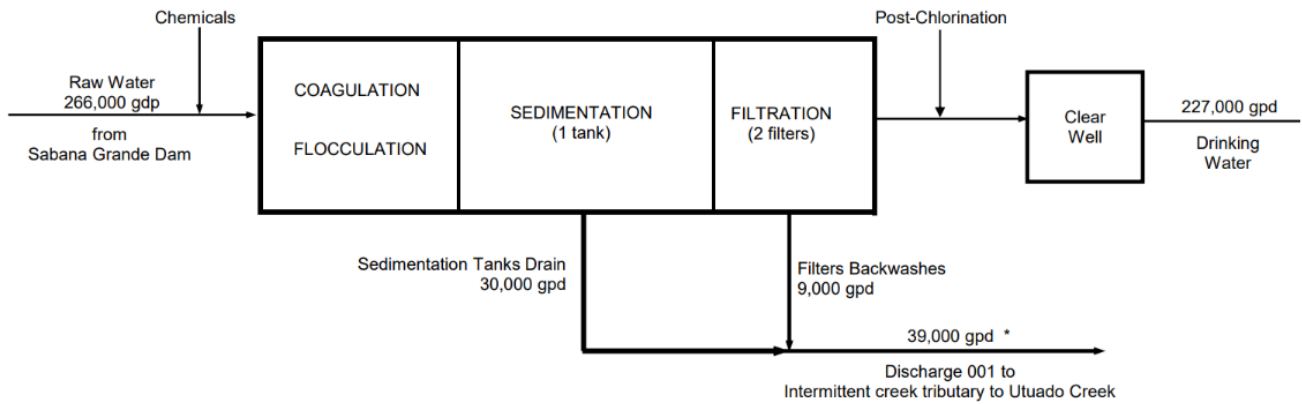 Chemicals
Post-Chlorination
Raw Water
266,000 gdp
from
Sabana Grande Dam
COAGULATION
FLOCCULATION
SEDIMENTATION
(1 tank)
FILTRATION
(2 filters)
Clear
Well
227,000 gpd
Drinking
Water
Sedimentation Tanks Drain
30,000 gpd
Filters Backwashes
9,000 gpd
39,000 gpd *
Discharge 001 to
Intermittent creek tributary to Utuado Creek